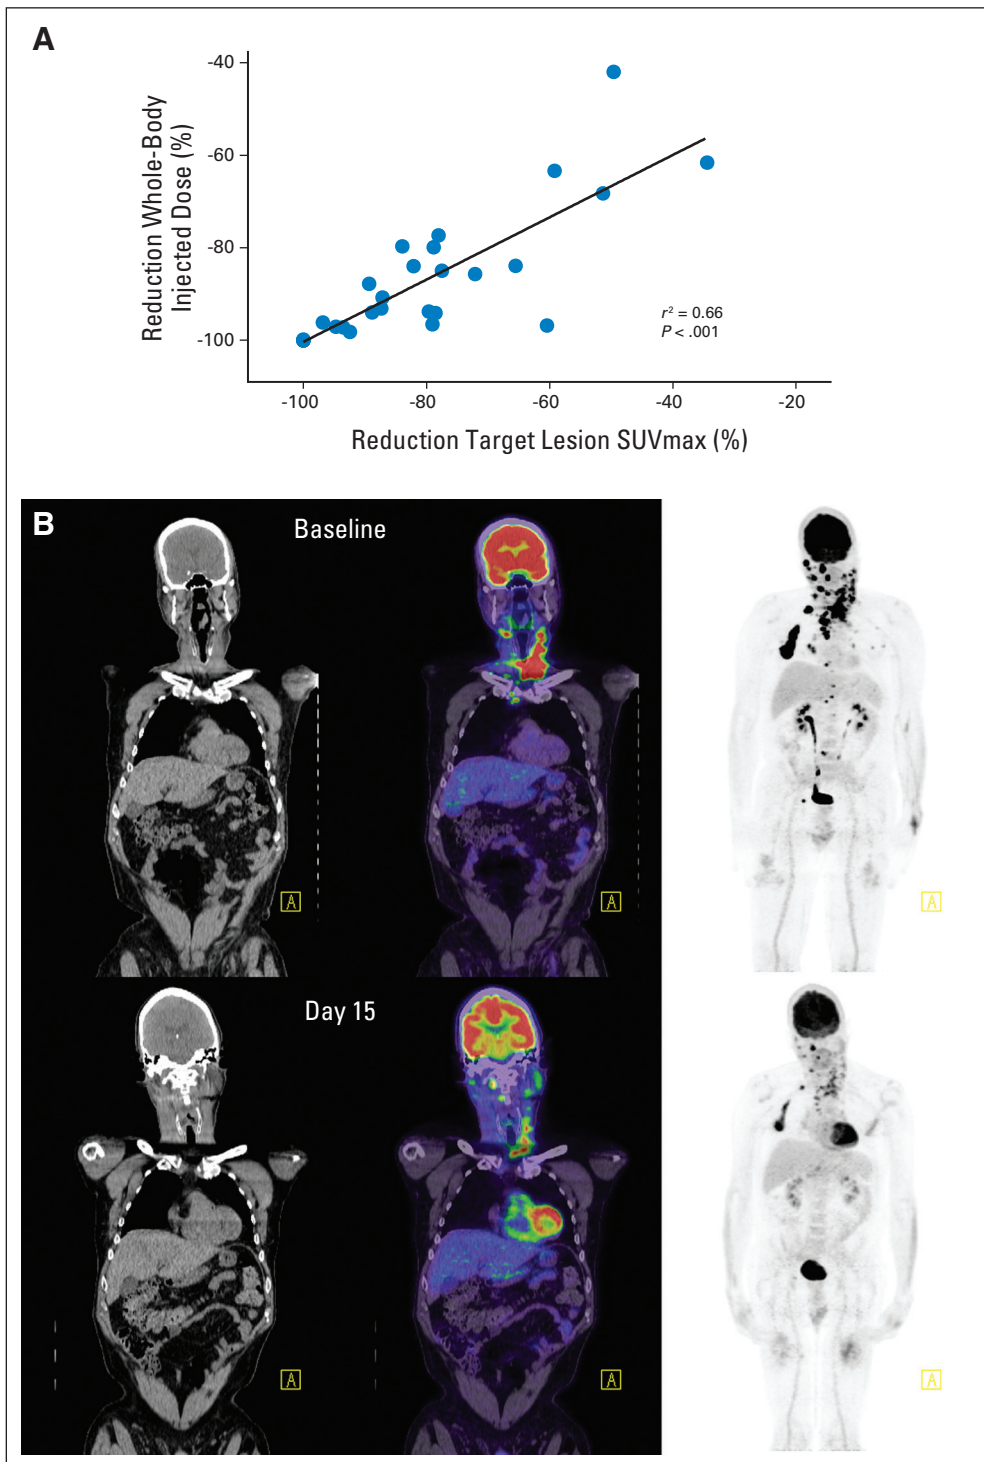 A
-40
-60
-80
-100
Reduction Whole-Body
Injected Dose (%)
r² = 0.66
P < .001
-100
-80
-60
-40
-20
Reduction Target Lesion SUVmax (%)
B
Baseline
A
A
A
Day 15
A
A
A